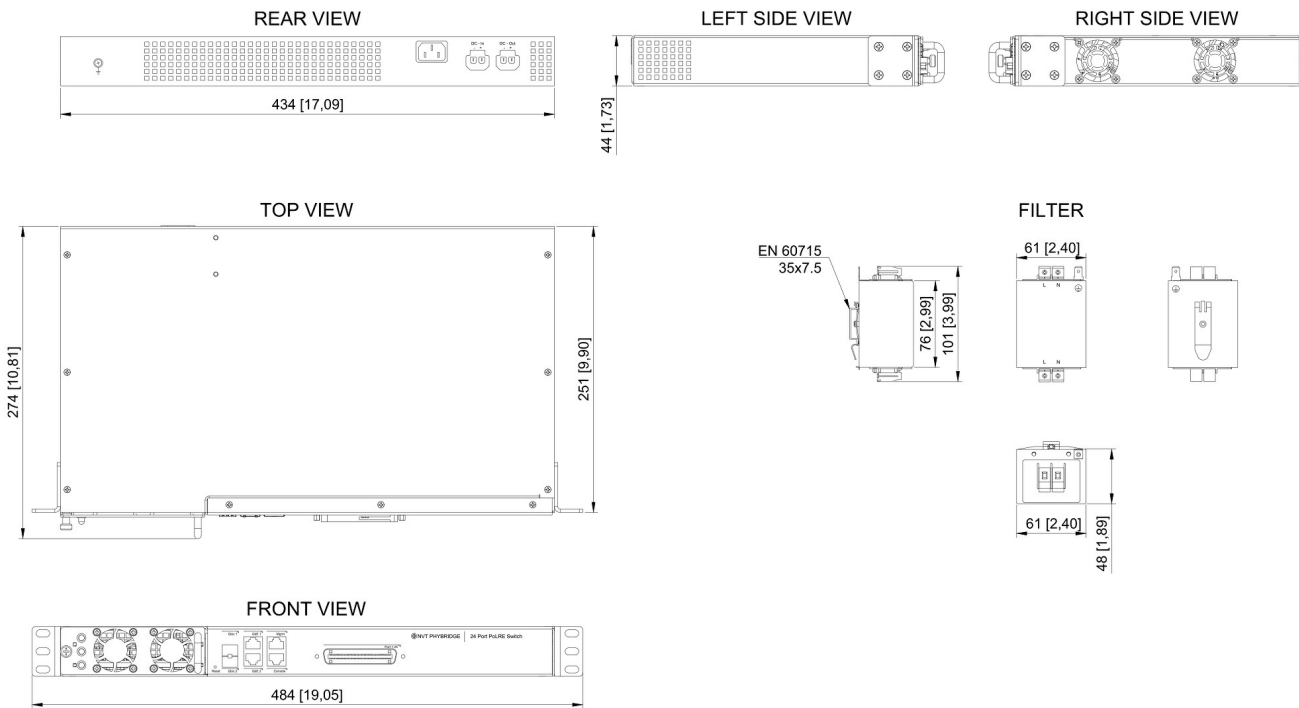 REAR VIEW
LEFT SIDE VIEW
RIGHT SIDE VIEW
DC - In
DC - Out
434 [17,09]
44 [1,73]
TOP VIEW
FILTER
274 [10,81]
251 [9,90]
EN 60715
35x7.5
76 [2,99]
101 [3,99]
61 [2,40]
L N
L N
61 [2,40]
48 [1,89]
FRONT VIEW
NVT PHYBRIDGE
24 Port PoLRE Switch
Mgmt
Reset
Console
484 [19,05]